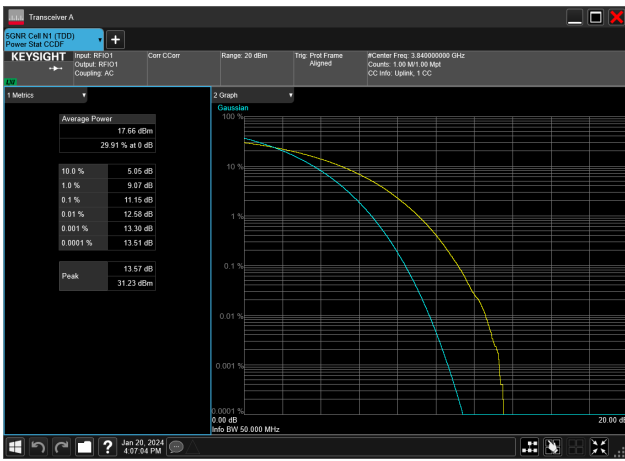 Transceiver A
5GNR Cell N1 (TDD)
Power Stat CCDF
KEYSIGHT
Input: RFIO1
Output: RFIO1
Coupling: AC
Corr CCorr
Range: 20 dBm
Trig: Prot Frame
Aligned
#Center Freq: 3.840000000 GHz
Counts: 1.00 M/1.00 Mpt
CC Info: Uplink, 1 CC
1 Metrics
Average Power
17.66 dBm
29.91 % at 0 dB
10.0 % 5.05 dB
1.0 % 9.07 dB
0.1 % 11.15 dB
0.01 % 12.58 dB
0.001 % 13.30 dB
0.0001 % 13.51 dB
Peak
13.57 dB
31.23 dBm
2 Graph
Gaussian
100 %
10 %
1 %
0.1 %
0.01 %
0.001 %
0.0001 %
0.00 dB
20.00 dB
Info BW 50.000 MHz
Jan 20, 2024
4:07:04 PM